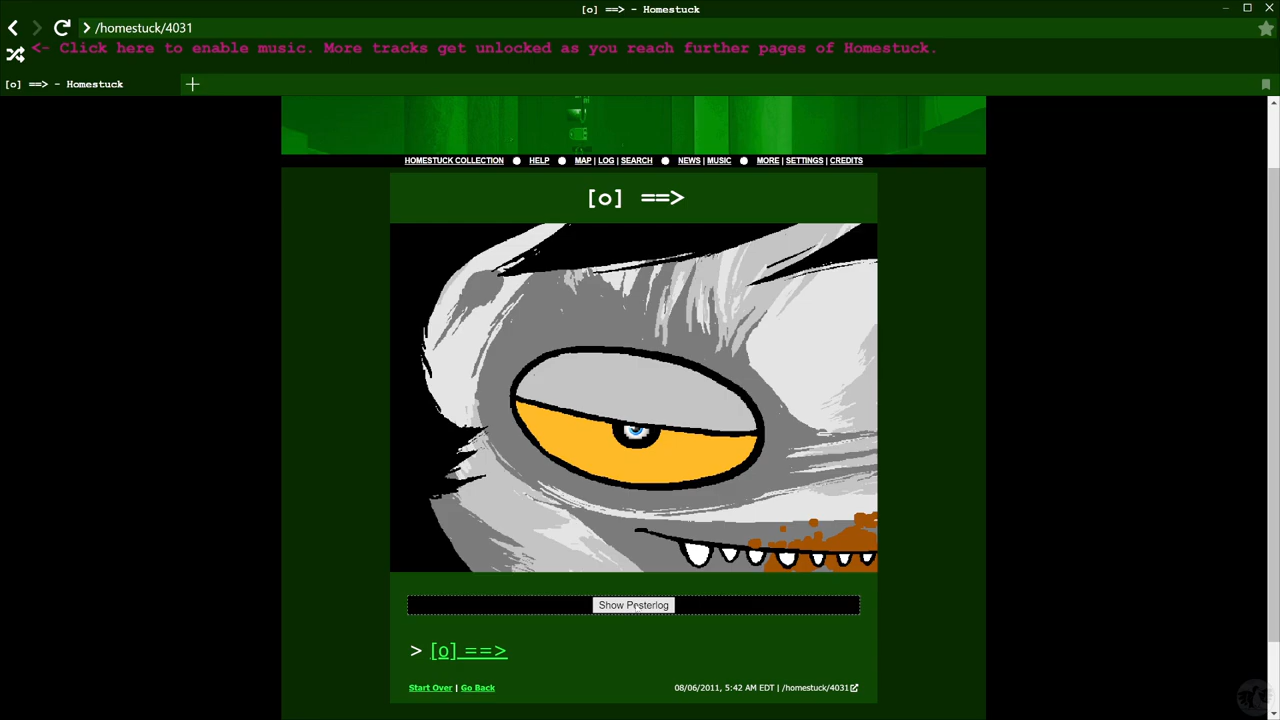 [o] ==> - Homestuck
/homestuck/4031
<- Click here to enable music. More tracks get unlocked as you reach further pages of Homestuck.
[o] ==> - Homestuck
HOMESTUCK COLLECTION HELP MAP | LOG | SEARCH NEWS | MUSIC MORE | SETTINGS | CREDITS
[o] ==>
Show Pesterlog
> [o] ==>
Start Over | Go Back 08/06/2011, 5:42 AM EDT | /homestuck/4031